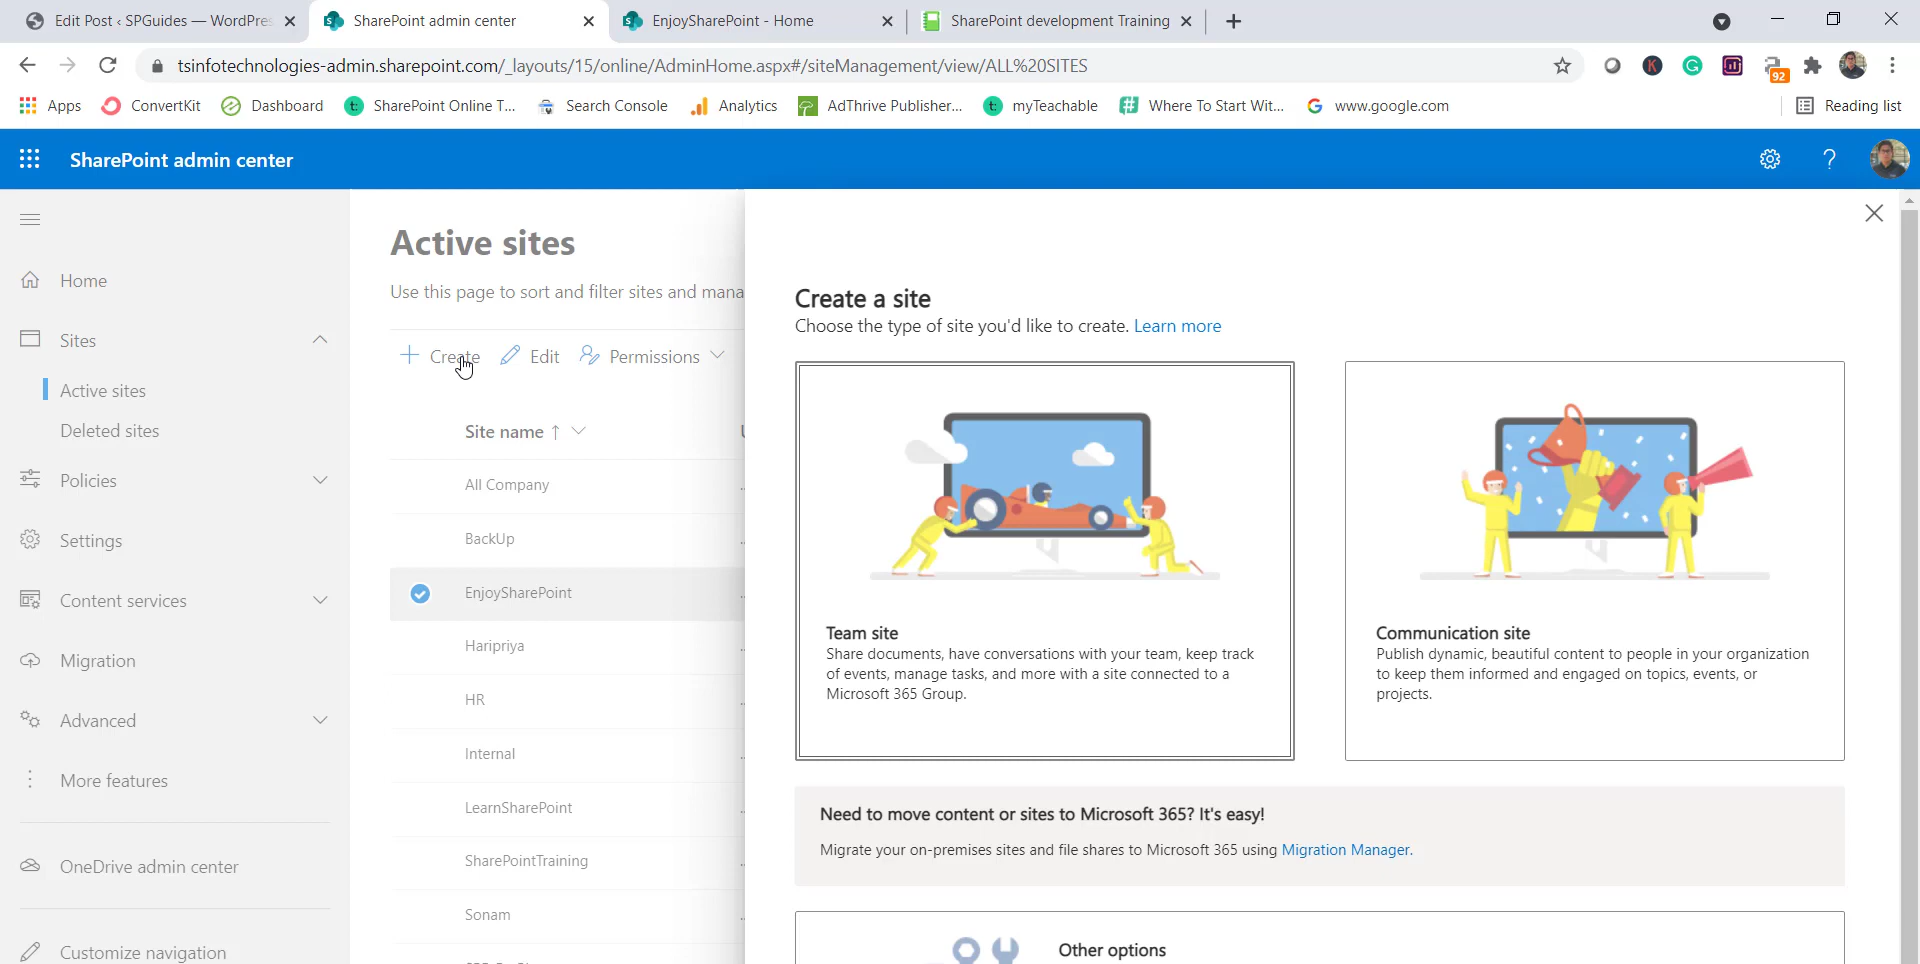 Edit Post ‹ SPGuides — WordPres
SharePoint admin center
EnjoySharePoint - Home
SharePoint development Training
tsinfotechnologies-admin.sharepoint.com/_layouts/15/online/AdminHome.aspx#/siteManagement/view/ALL%20SITES
92
Apps
ConvertKit
Dashboard
SharePoint Online T...
Search Console
Analytics
AdThrive Publisher...
myTeachable
Where To Start Wit...
www.google.com
Reading list
SharePoint admin center
Home
Sites
Active sites
Deleted sites
Policies
Settings
Content services
Migration
Advanced
More features
OneDrive admin center
Customize navigation
Active sites
Use this page to sort and filter sites and mana
Create
Edit
Permissions
Site name
All Company
BackUp
EnjoySharePoint
Haripriya
HR
Internal
LearnSharePoint
SharePointTraining
Sonam
Create a site
Choose the type of site you'd like to create. Learn more
Team site
Share documents, have conversations with your team, keep track
of events, manage tasks, and more with a site connected to a
Microsoft 365 Group.
Communication site
Publish dynamic, beautiful content to people in your organization
to keep them informed and engaged on topics, events, or
projects.
Need to move content or sites to Microsoft 365? It's easy!
Migrate your on-premises sites and file shares to Microsoft 365 using Migration Manager.
Other options